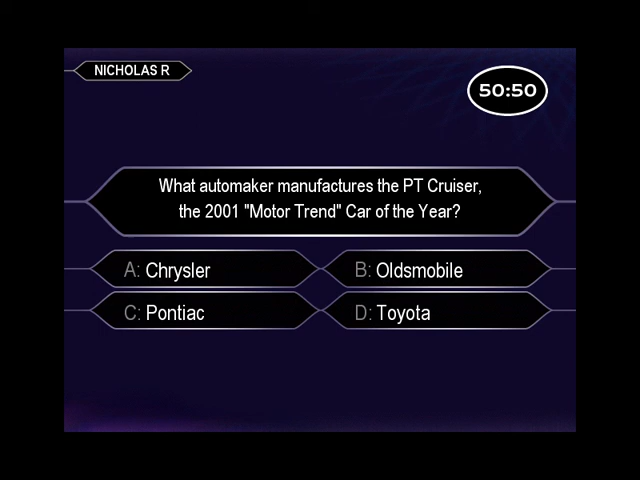 NICHOLAS R
50:50
What automaker manufactures the PT Cruiser,
the 2001 "Motor Trend" Car of the Year?
A: Chrysler
B: Oldsmobile
C: Pontiac
D: Toyota